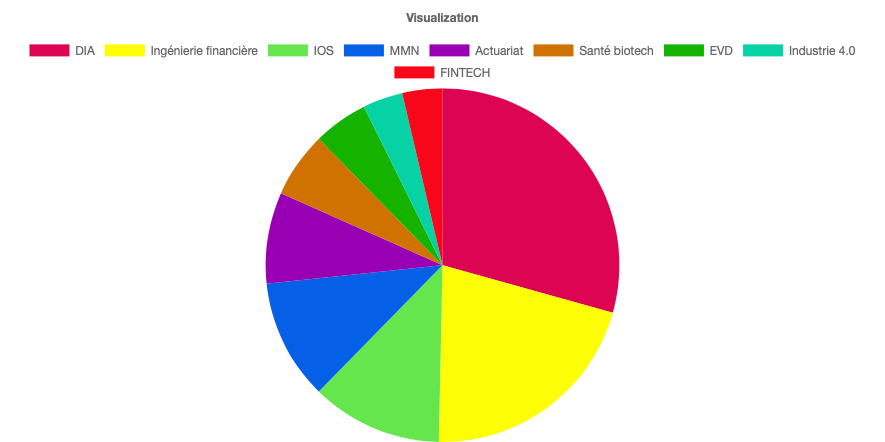 Visualization
DIA Ingénierie financière IOS MMN Actuariat Santé biotech EVD Industrie 4.0
FINTECH